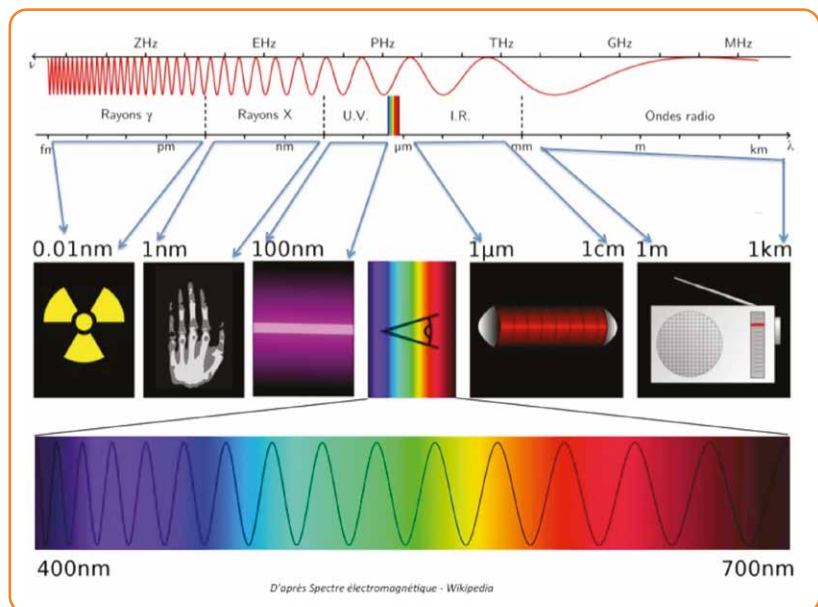 ZHz EHz PHz THz GHz MHz
ν
Rayons γ Rayons X U.V. I.R. Ondes radio
fm pm nm μm mm m km λ
0.01nm 1nm 100nm 1μm 1cm 1m 1km
400nm 700nm
D'après Spectre électromagnétique - Wikipedia